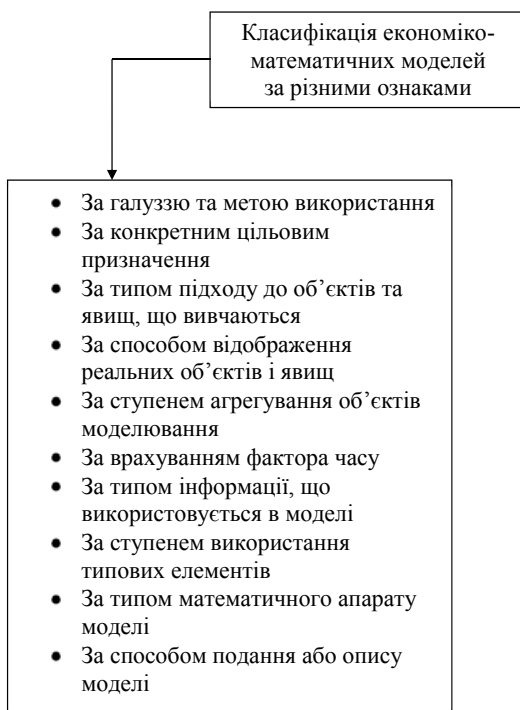 Класифікація економіко-
математичних моделей
за різними ознаками
• За галуззю та метою використання
• За конкретним цільовим
призначення
• За типом підходу до об’єктів та
явищ, що вивчаються
• За способом відображення
реальних об’єктів і явищ
• За ступенем агрегування об’єктів
моделювання
• За врахуванням фактора часу
• За типом інформації, що
використовується в моделі
• За ступенем використання
типових елементів
• За типом математичного апарату
моделі
• За способом подання або опису
моделі